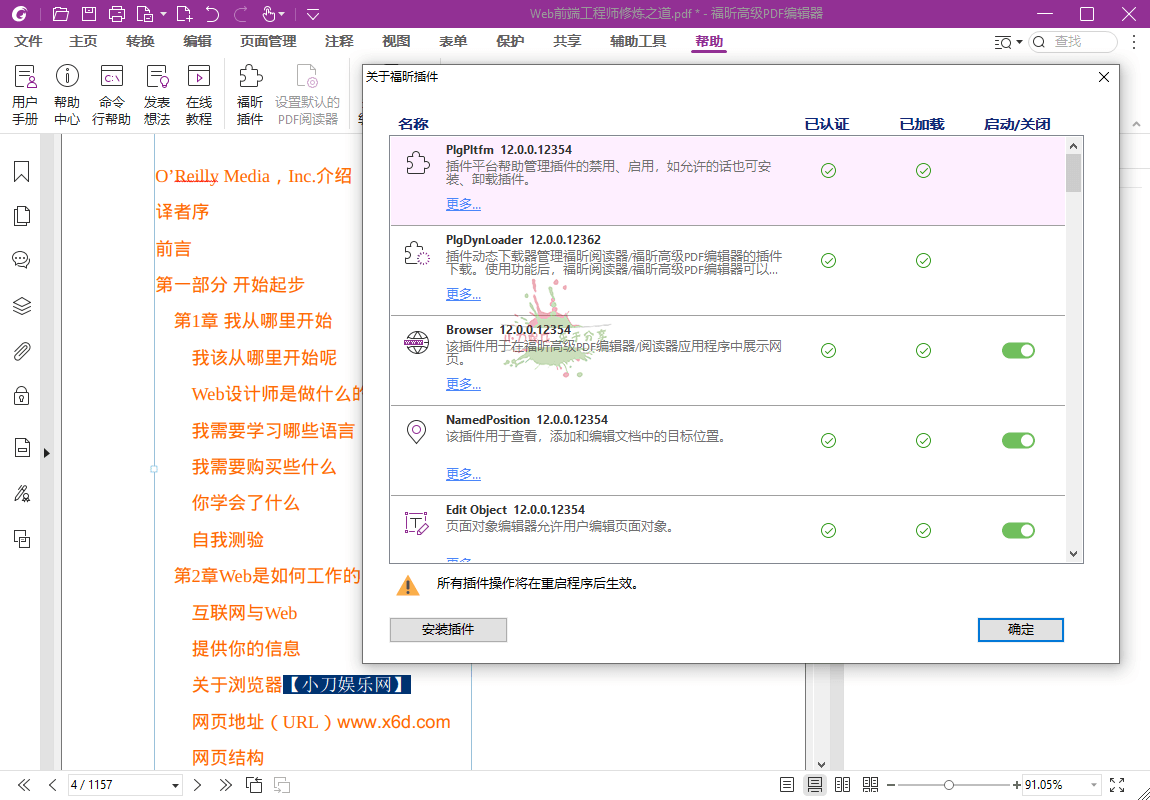 Web前端工程师修炼之道.pdf * - 福昕高级PDF编辑器
文件 主页 转换 编辑 页面管理 注释 视图 表单 保护 共享 辅助工具 帮助
查找
用户手册
帮助中心
命令行帮助
发表想法
在线教程
福昕插件
设置默认的PDF阅读器
O’Reilly Media，Inc.介绍
译者序
前言
第一部分 开始起步
第1章 我从哪里开始
我该从哪里开始呢
Web设计师是做什么的
我需要学习哪些语言
我需要购买些什么
你学会了什么
自我测验
第2章Web是如何工作的
互联网与Web
提供你的信息
关于浏览器【小刀娱乐网】
网页地址（URL）www.x6d.com
网页结构
关于福昕插件
名称 已认证 已加载 启动/关闭
PlgPltfm 12.0.0.12354
插件平台帮助管理插件的禁用、启用，如允许的话也可安
装、卸载插件。
更多...
PlgDynLoader 12.0.0.12362
插件动态下载器管理福昕阅读器/福昕高级PDF编辑器的插件
下载。使用功能后，福昕阅读器/福昕高级PDF编辑器可以...
更多...
Browser 12.0.0.12354
该插件用于在福昕高级PDF编辑器/阅读器应用程序中展示网
页。
更多...
NamedPosition 12.0.0.12354
该插件用于查看，添加和编辑文档中的目标位置。
更多...
Edit Object 12.0.0.12354
页面对象编辑器允许用户编辑页面对象。
更多...
所有插件操作将在重启程序后生效。
安装插件 确定
4 / 1157
91.05%